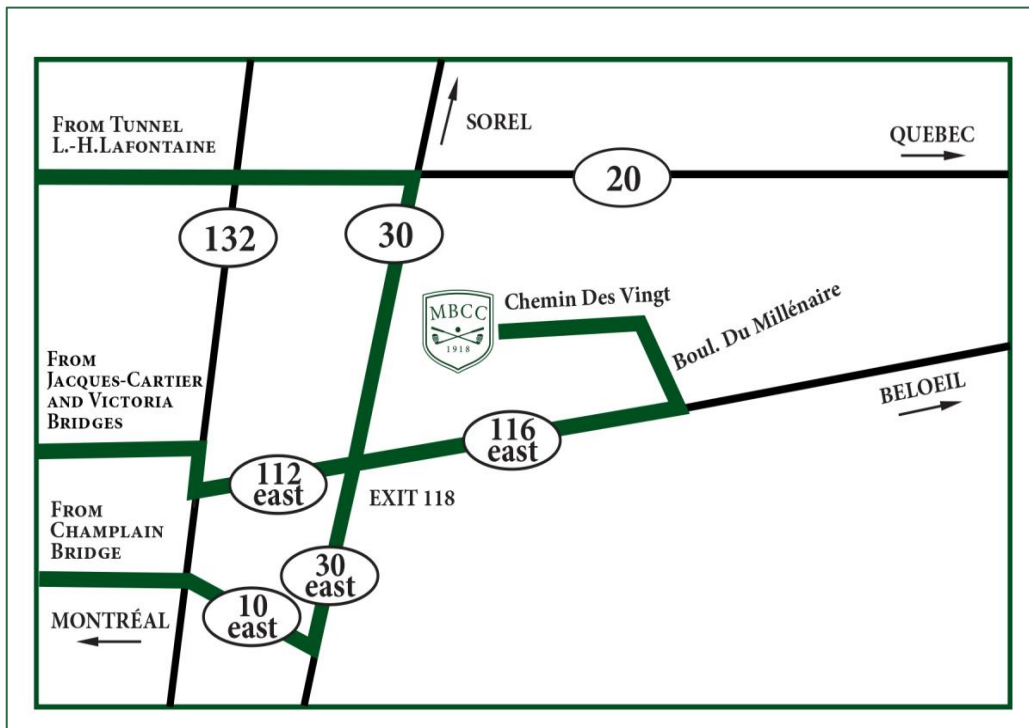 FROM TUNNEL
L.-H.LAFONTAINE
SOREL
QUEBEC
20
132
30
MBCC
1918
Chemin Des Vingt
Boul. Du Millénaire
FROM
JACQUES-CARTIER
AND VICTORIA
BRIDGES
BELOEIL
116
east
112
east
EXIT 118
FROM
CHAMPLAIN
BRIDGE
30
east
10
east
MONTRÉAL